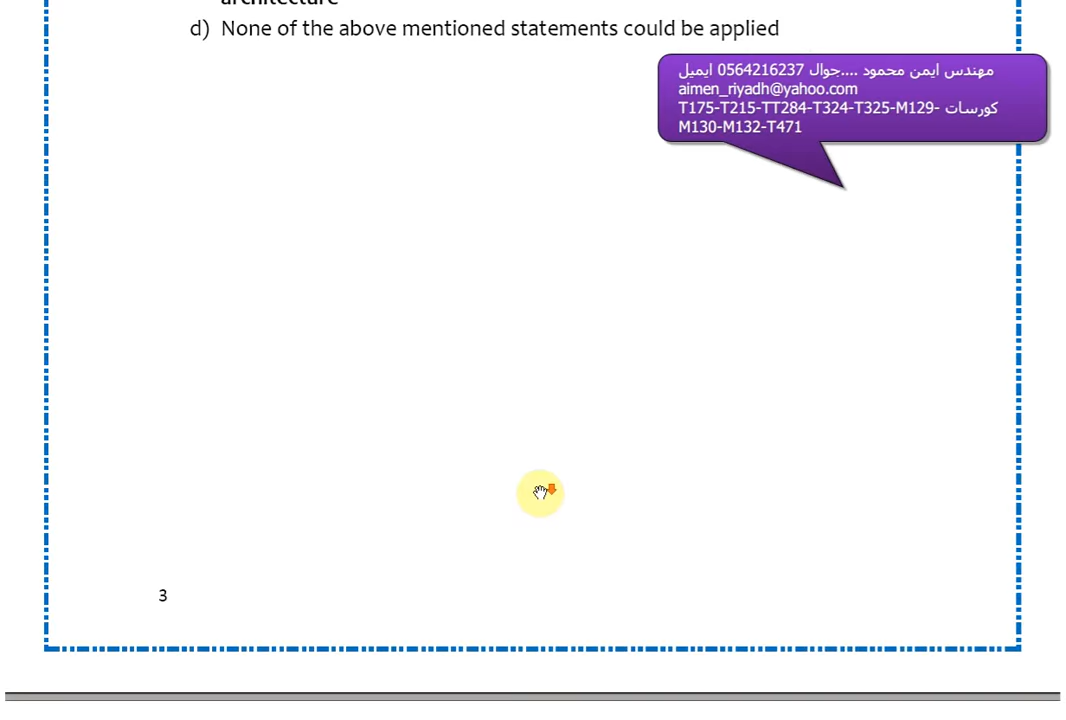 architecture
d) None of the above mentioned statements could be applied
مهندس ايمن محمود ....جوال 0564216237 ايميل
aimen_riyadh@yahoo.com
كورسات T175-T215-TT284-T324-T325-M129-
M130-M132-T471
3